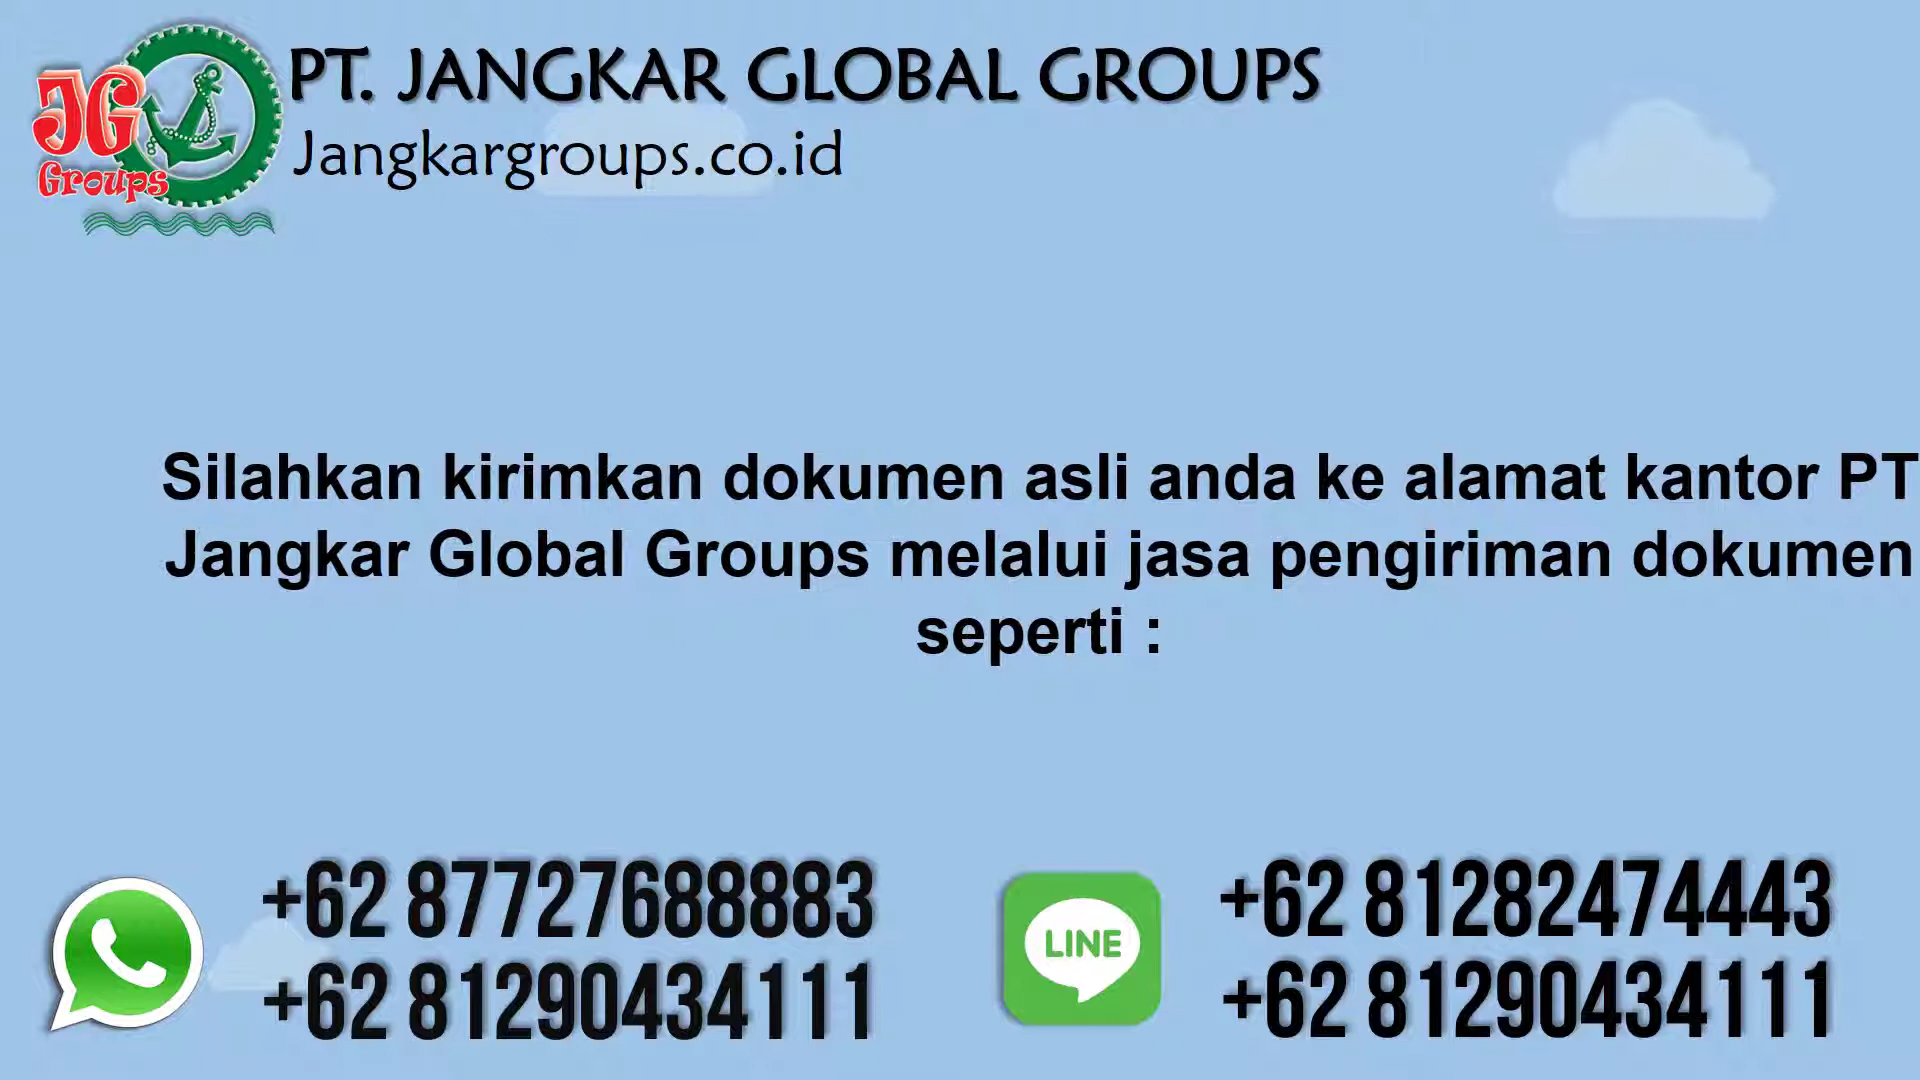 JG
Groups
PT. JANGKAR GLOBAL GROUPS
Jangkargroups.co.id
Silahkan kirimkan dokumen asli anda ke alamat kantor PT
Jangkar Global Groups melalui jasa pengiriman dokumen
seperti :
+62 87727688883
+62 81290434111
LINE
+62 81282474443
+62 81290434111